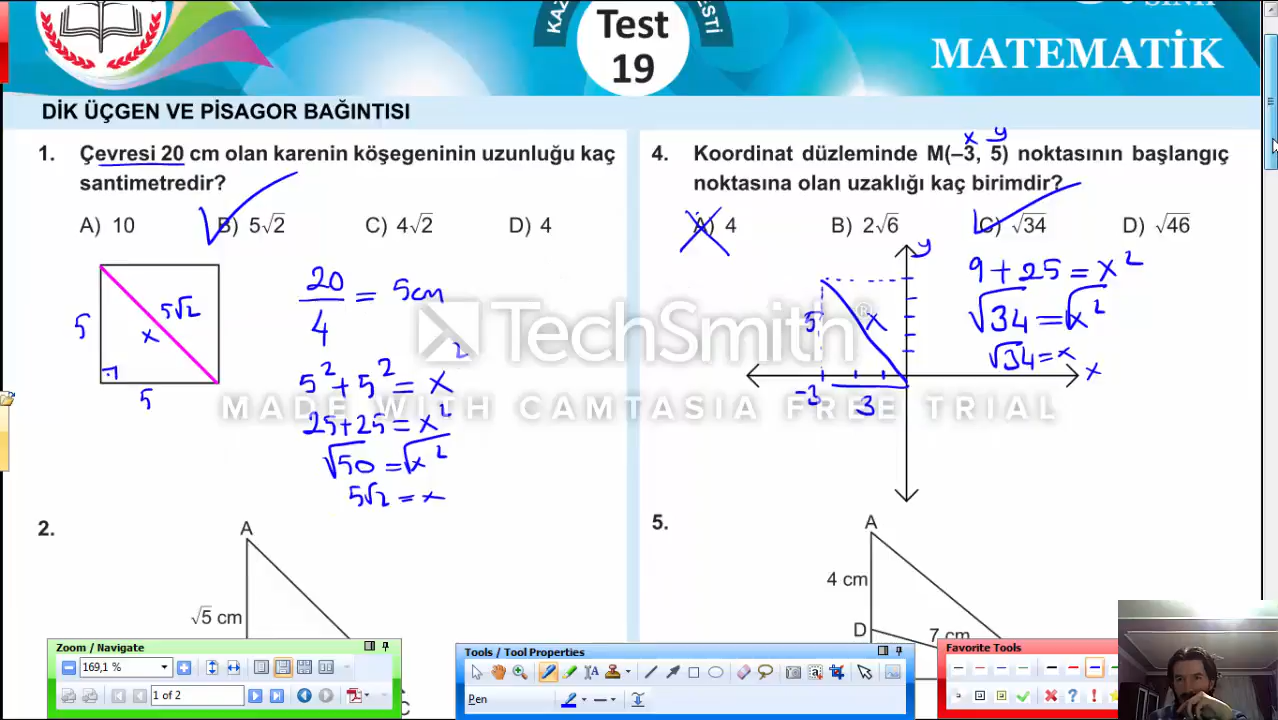 Test
19
MATEMATİK
DİK ÜÇGEN VE PİSAGOR BAĞINTISI
1. Çevresi 20 cm olan karenin köşegeninin uzunluğu kaç
santimetredir?
A) 10 B) 5√2 C) 4√2 D) 4
5
5√2
x
5
20/4 = 5cm
5² + 5² = x²
25+25 = x²
√50 = √x²
5√2 = x
2.
A
√5 cm
C
x y
4. Koordinat düzleminde M(–3, 5) noktasının başlangıç
noktasına olan uzaklığı kaç birimdir?
A) 4 B) 2√6 C) √34 D) √46
y
5
x
-3
3
x
9 + 25 = x²
√34 = √x²
√34 = x
5.
A
4 cm
D
7 cm
TechSmith®
MADE WITH CAMTASIA FREE TRIAL
Zoom / Navigate
169,1 %
1 of 2
Tools / Tool Properties
Pen
Favorite Tools